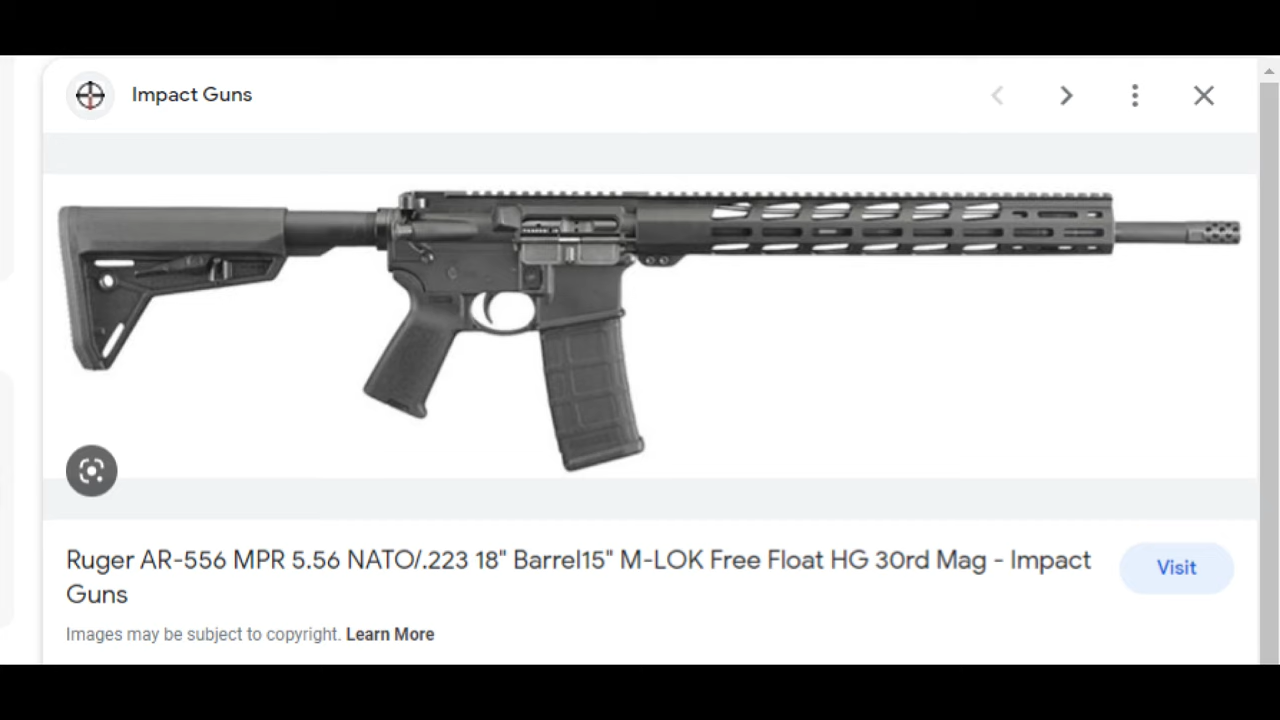 Impact Guns
Ruger AR-556 MPR 5.56 NATO/.223 18" Barrel15" M-LOK Free Float HG 30rd Mag - Impact
Guns
Visit
Images may be subject to copyright. Learn More